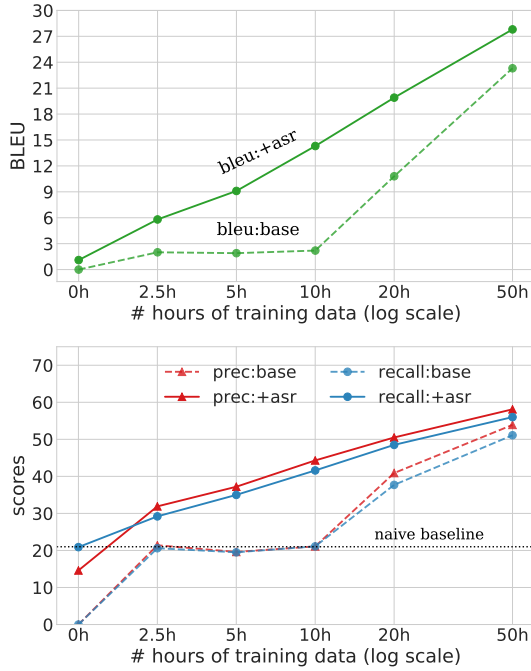 30
27
24
21
18
15
12
9
6
3
0
BLEU
bleu:+asr
bleu:base
0h 2.5h 5h 10h 20h 50h
# hours of training data (log scale)
70
60
50
40
30
20
10
0
scores
prec:base recall:base
prec:+asr recall:+asr
naive baseline
0h 2.5h 5h 10h 20h 50h
# hours of training data (log scale)